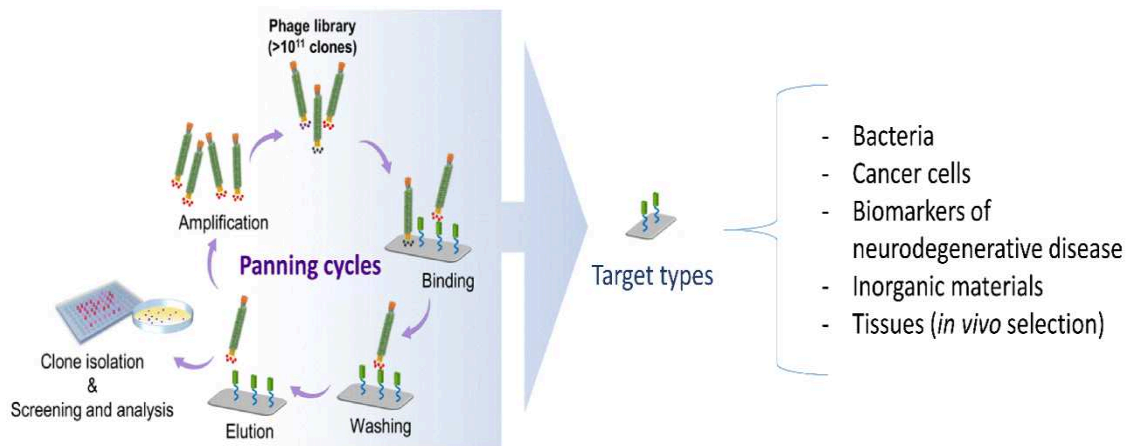 Phage library
(>10¹¹ clones)
Amplification
Binding
Panning cycles
Clone isolation
&
Screening and analysis
Elution
Washing
Target types
- Bacteria
- Cancer cells
- Biomarkers of
neurodegenerative disease
- Inorganic materials
- Tissues (in vivo selection)